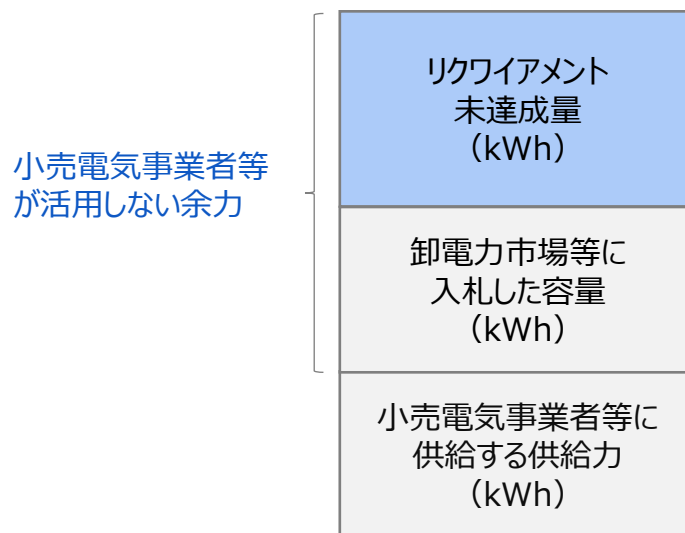 リクワイアメント
未達成量
（kWh）
小売電気事業者等
が活用しない余力
卸電力市場等に
入札した容量
（kWh）
小売電気事業者等に
供給する供給力
（kWh）